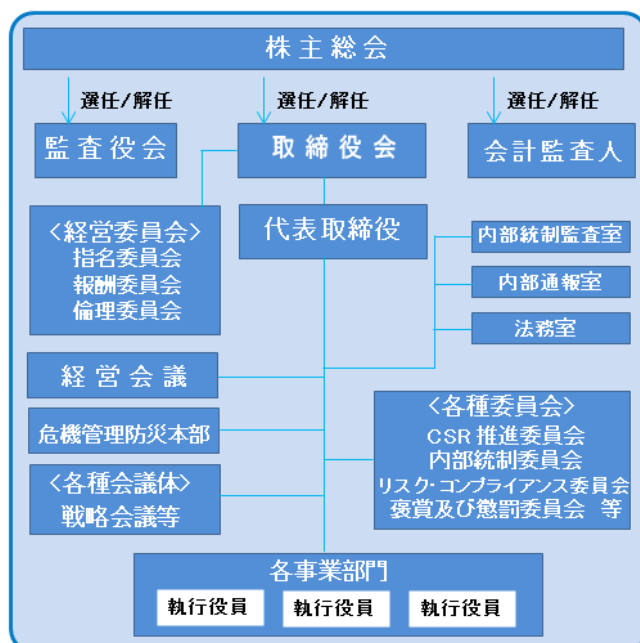 株主総会
選任/解任
選任/解任
選任/解任
監査役会
取締役会
会計監査人
＜経営委員会＞
指名委員会
報酬委員会
倫理委員会
代表取締役
内部統制監査室
内部通報室
法務室
経営会議
危機管理防災本部
＜各種会議体＞
戦略会議等
＜各種委員会＞
CSR推進委員会
内部統制委員会
リスク・コンプライアンス委員会
褒賞及び懲罰委員会 等
各事業部門
執行役員
執行役員
執行役員